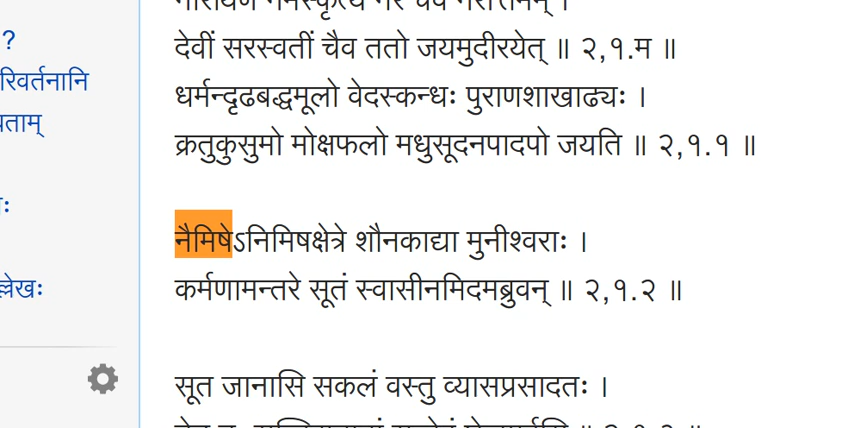 ?
देवीं सरस्वतीं चैव ततो जयमुदीरयेत् ॥ २,१.म ॥
रिवर्तनानि
धर्मन्दृढबद्धमूलो वेदस्कन्धः पुराणशाखाढ्यः ।
क्रतुकुसुमो मोक्षफलो मधुसूदनपादपो जयति ॥ २,१.१ ॥
नैमिषेऽनिमिषक्षेत्रे शौनकाद्या मुनीश्वराः ।
कर्मणामन्तरे सूतं स्वासीनमिदमब्रुवन् ॥ २,१.२ ॥
सूत जानासि सकलं वस्तु व्यासप्रसादतः ।